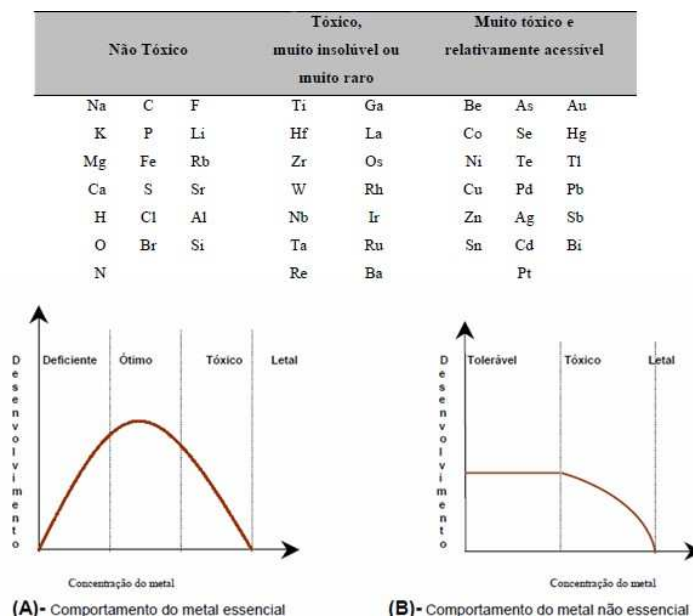 Não Tóxico
Tóxico,
muito insolúvel ou
muito raro
Muito tóxico e
relativamente acessível
Na C F Ti Ga Be As Au
K P Li Hf La Co Se Hg
Mg Fe Rb Zr Os Ni Te Tl
Ca S Sr W Rh Cu Pd Pb
H Cl Al Nb Ir Zn Ag Sb
O Br Si Ta Ru Sn Cd Bi
N Re Ba Pt
Desenvolvimento
Deficiente Ótimo Tóxico Letal
Concentração do metal
(A)- Comportamento do metal essencial
Desenvolvimento
Tolerável Tóxico Letal
Concentração do metal
(B)- Comportamento do metal não essencial